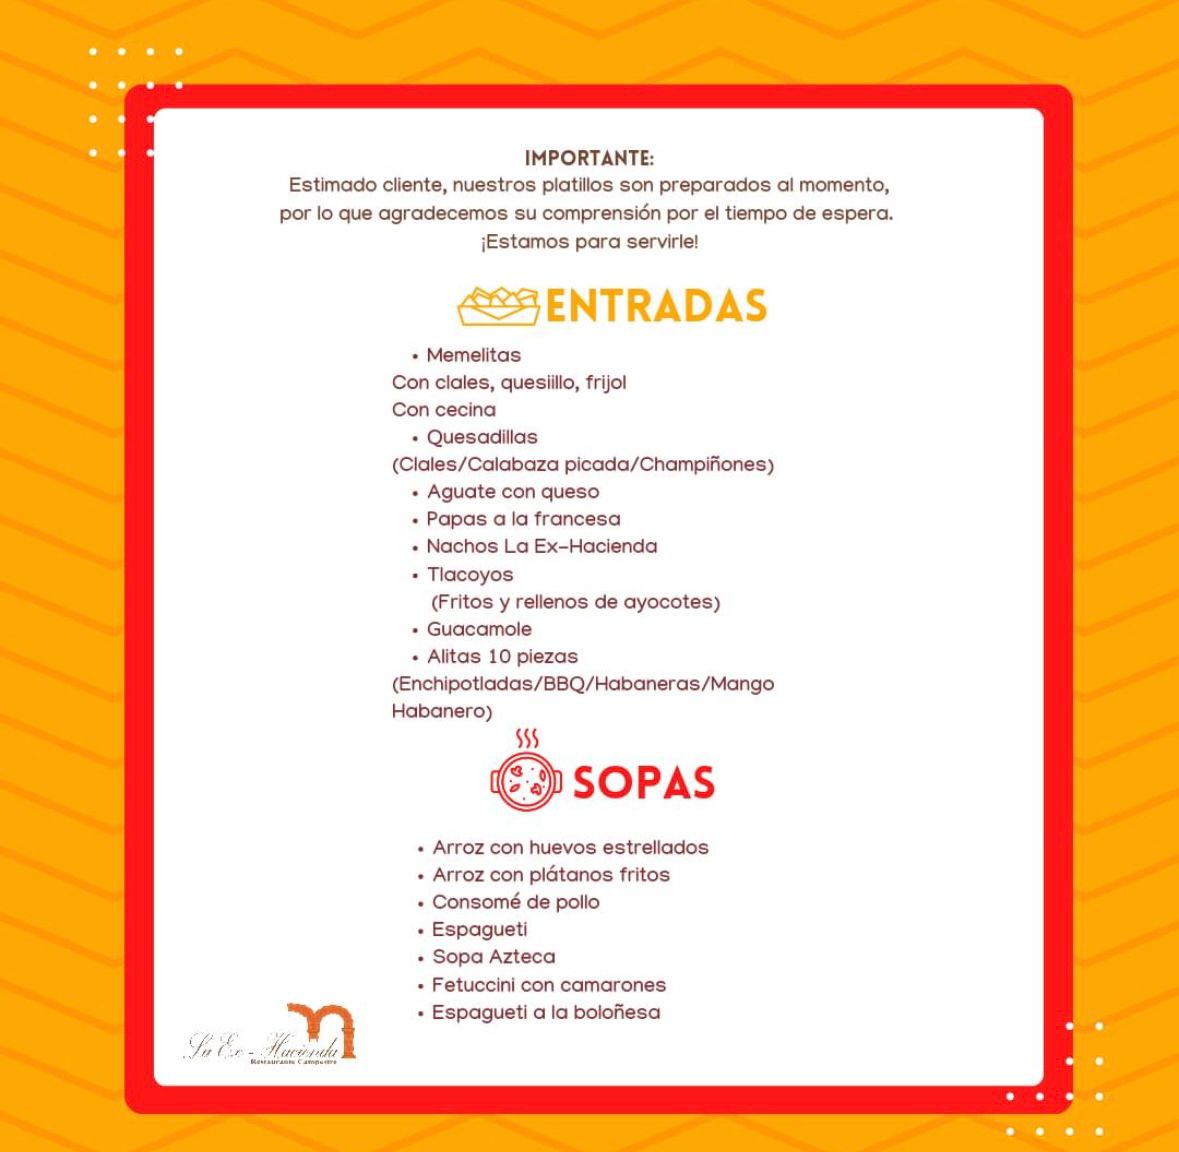 IMPORTANTE:
Estimado cliente, nuestros platillos son preparados al momento,
por lo que agradecemos su comprensión por el tiempo de espera.
¡Estamos para servirle!
ENTRADAS
• Memelitas
Con clales, quesiillo, frijol
Con cecina
• Quesadillas
(Clales/Calabaza picada/Champiñones)
• Aguate con queso
• Papas a la francesa
• Nachos La Ex-Hacienda
• Tlacoyos
(Fritos y rellenos de ayocotes)
• Guacamole
• Alitas 10 piezas
(Enchipotladas/BBQ/Habaneras/Mango
Habanero)
SOPAS
• Arroz con huevos estrellados
• Arroz con plátanos fritos
• Consomé de pollo
• Espagueti
• Sopa Azteca
• Fetuccini con camarones
• Espagueti a la boloñesa
La Ex - Hacienda
Restaurante Campestre